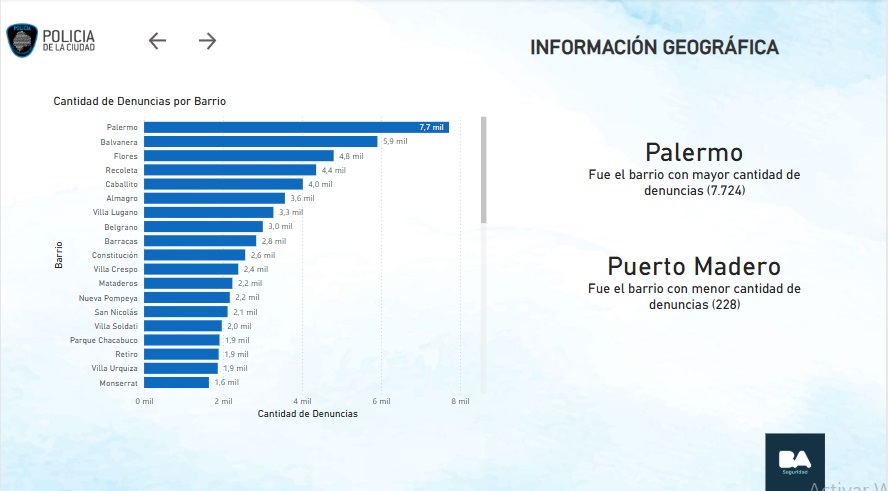 POLICIA
POLICIA
DE LA CIUDAD
INFORMACIÓN GEOGRÁFICA
Cantidad de Denuncias por Barrio
Palermo 7,7 mil
Balvanera 5,9 mil
Flores 4,8 mil
Recoleta 4,4 mil
Caballito 4,0 mil
Almagro 3,6 mil
Villa Lugano 3,3 mil
Belgrano 3,0 mil
Barracas 2,8 mil
Constitución 2,6 mil
Villa Crespo 2,4 mil
Mataderos 2,2 mil
Nueva Pompeya 2,2 mil
San Nicolás 2,1 mil
Villa Soldati 2,0 mil
Parque Chacabuco 1,9 mil
Retiro 1,9 mil
Villa Urquiza 1,9 mil
Monserrat 1,6 mil
Barrio
0 mil 2 mil 4 mil 6 mil 8 mil
Cantidad de Denuncias
Palermo
Fue el barrio con mayor cantidad de
denuncias (7.724)
Puerto Madero
Fue el barrio con menor cantidad de
denuncias (228)
BA
Seguridad
Activar W